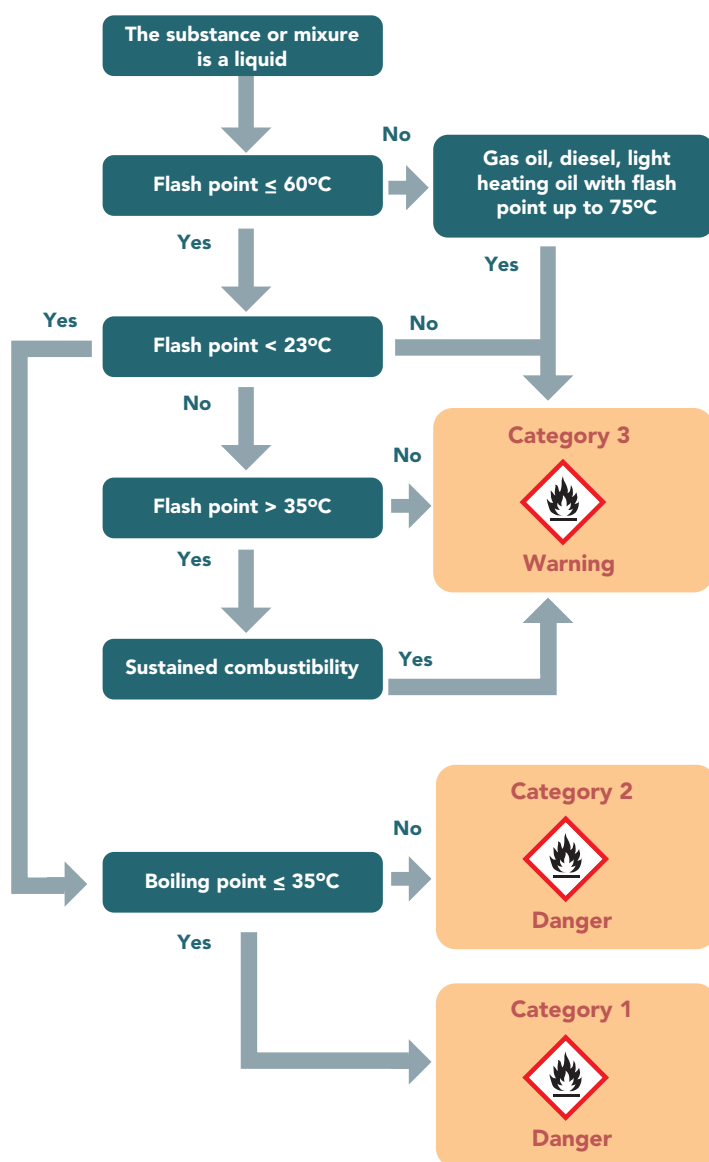 The substance or mixture
is a liquid
No
Flash point ≤ 60ºC
Gas oil, diesel, light
heating oil with flash
point up to 75ºC
Yes
Yes
Yes
Flash point < 23ºC
No
No
Category 3
No
Flash point > 35ºC
Warning
Yes
Sustained combustibility
Yes
Category 2
No
Boiling point ≤ 35ºC
Danger
Yes
Category 1
Danger